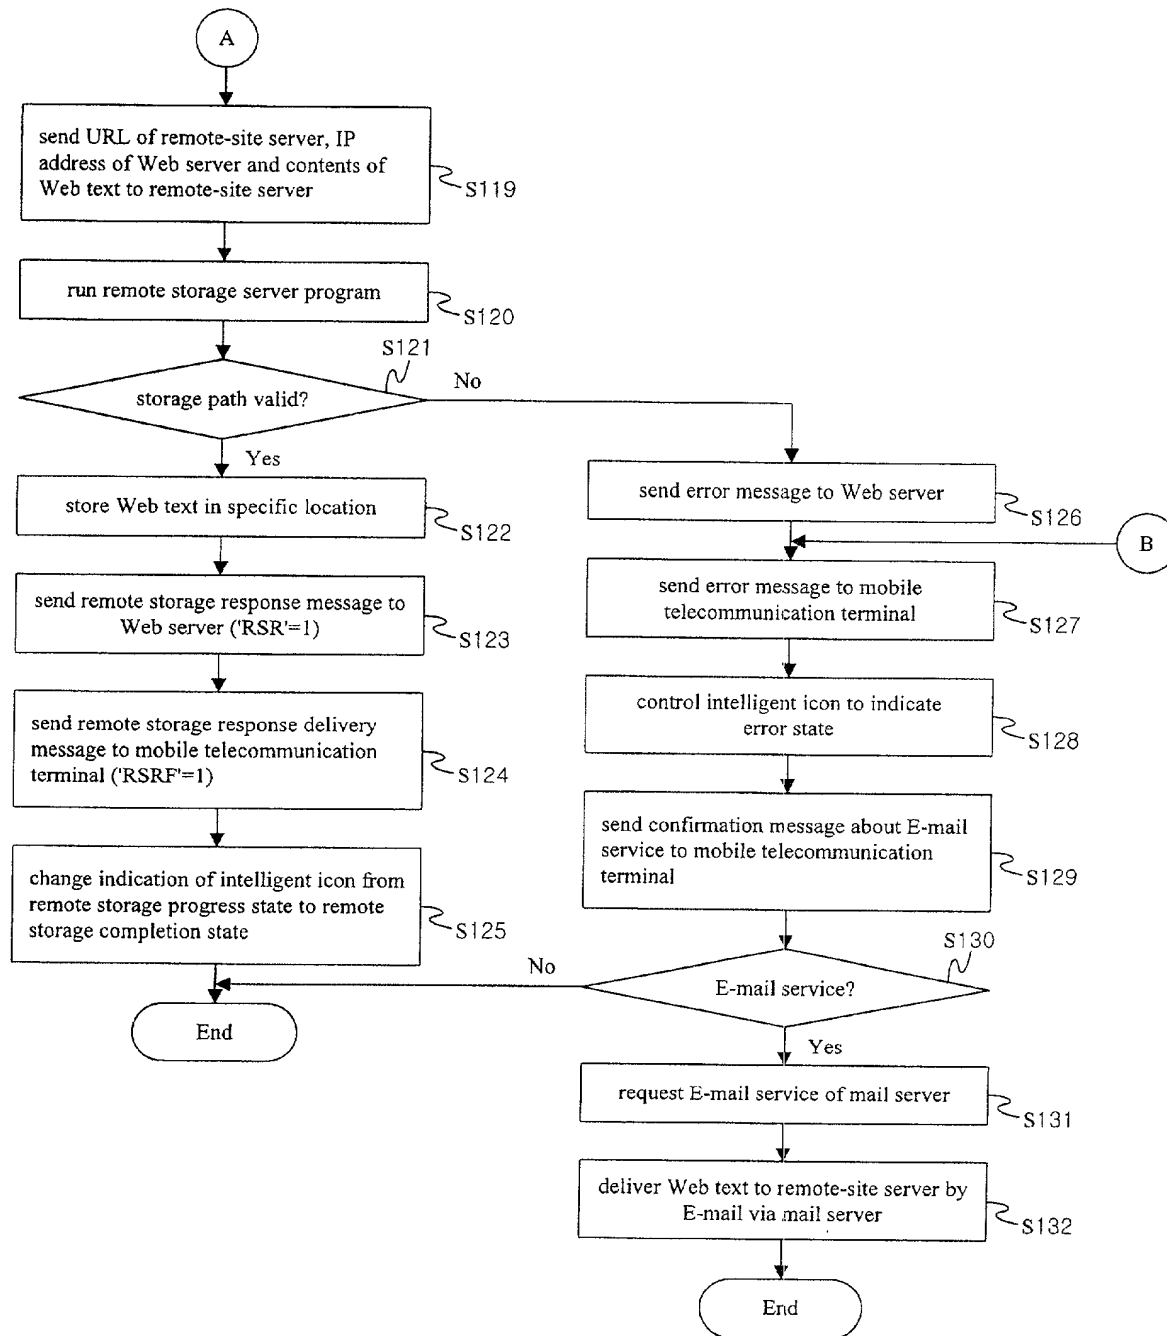 A
send URL of remote-site server, IP
address of Web server and contents of
Web text to remote-site server
S119
run remote storage server program
S120
S121
storage path valid?
No
Yes
store Web text in specific location
S122
send remote storage response message to
Web server ('RSR'=1)
S123
send remote storage response delivery
message to mobile telecommunication
terminal ('RSRF'=1)
S124
change indication of intelligent icon from
remote storage progress state to remote
storage completion state
S125
End
send error message to Web server
S126
B
send error message to mobile
telecommunication terminal
S127
control intelligent icon to indicate
error state
S128
send confirmation message about E-mail
service to mobile telecommunication
terminal
S129
S130
E-mail service?
No
Yes
request E-mail service of mail server
S131
deliver Web text to remote-site server by
E-mail via mail server
S132
End